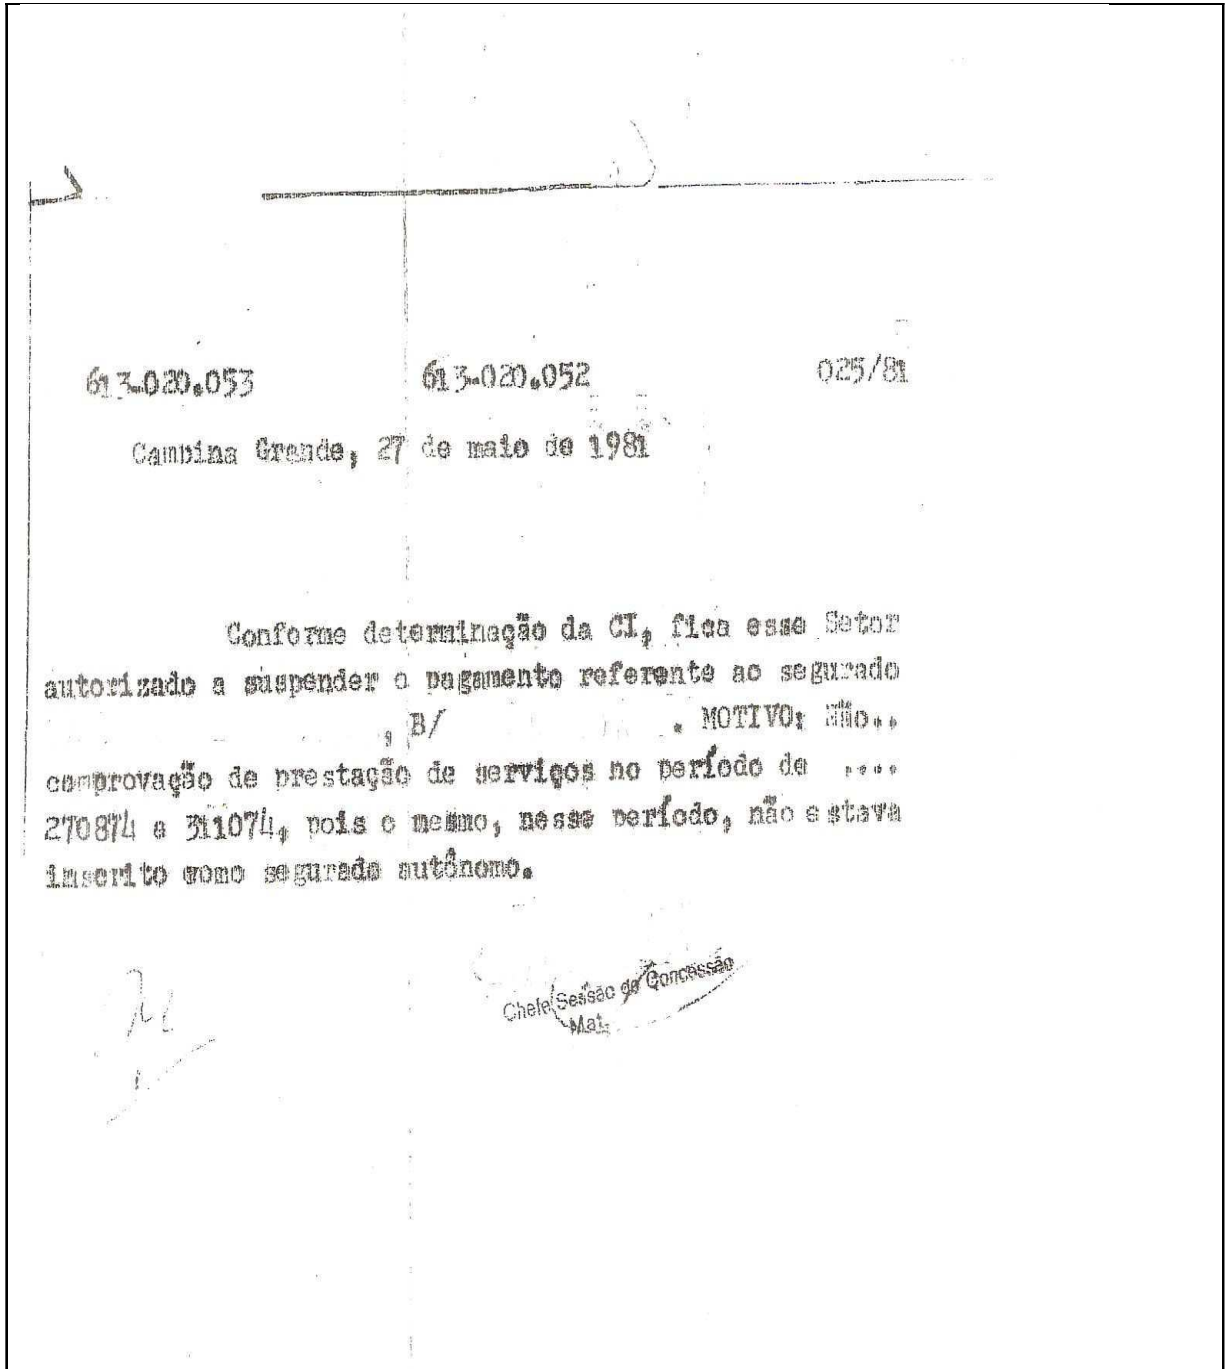 613-020.053 613-020.052 025/81
Campina Grande, 27 de maio de 1981
Conforme determinação da CI, fica esse Setor
autorizado a suspender o pagamento referente ao segurado
, B/ . MOTIVO: Não..
comprovação de prestação de serviços no período de ....
270874 a 311074, pois o mesmo, nesse período, não estava
inscrito como segurado autônomo.
Chefe Sessão de Concessão
Mat.